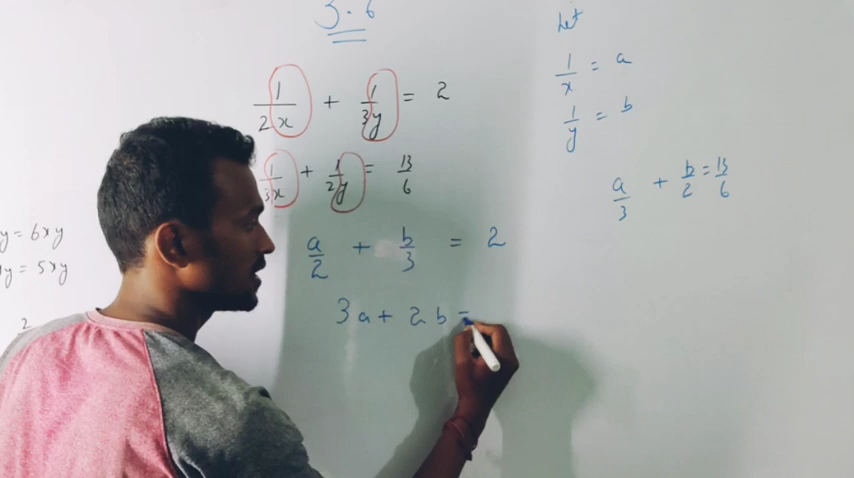 3.6
1/2x + 1/3y = 2
1/3x + 1/2y = 13/6
a/2 + b/3 = 2
3a + 2b =
Let
1/x = a
1/y = b
a/3 + b/2 = 13/6
y = 6xy
y = 5xy
2